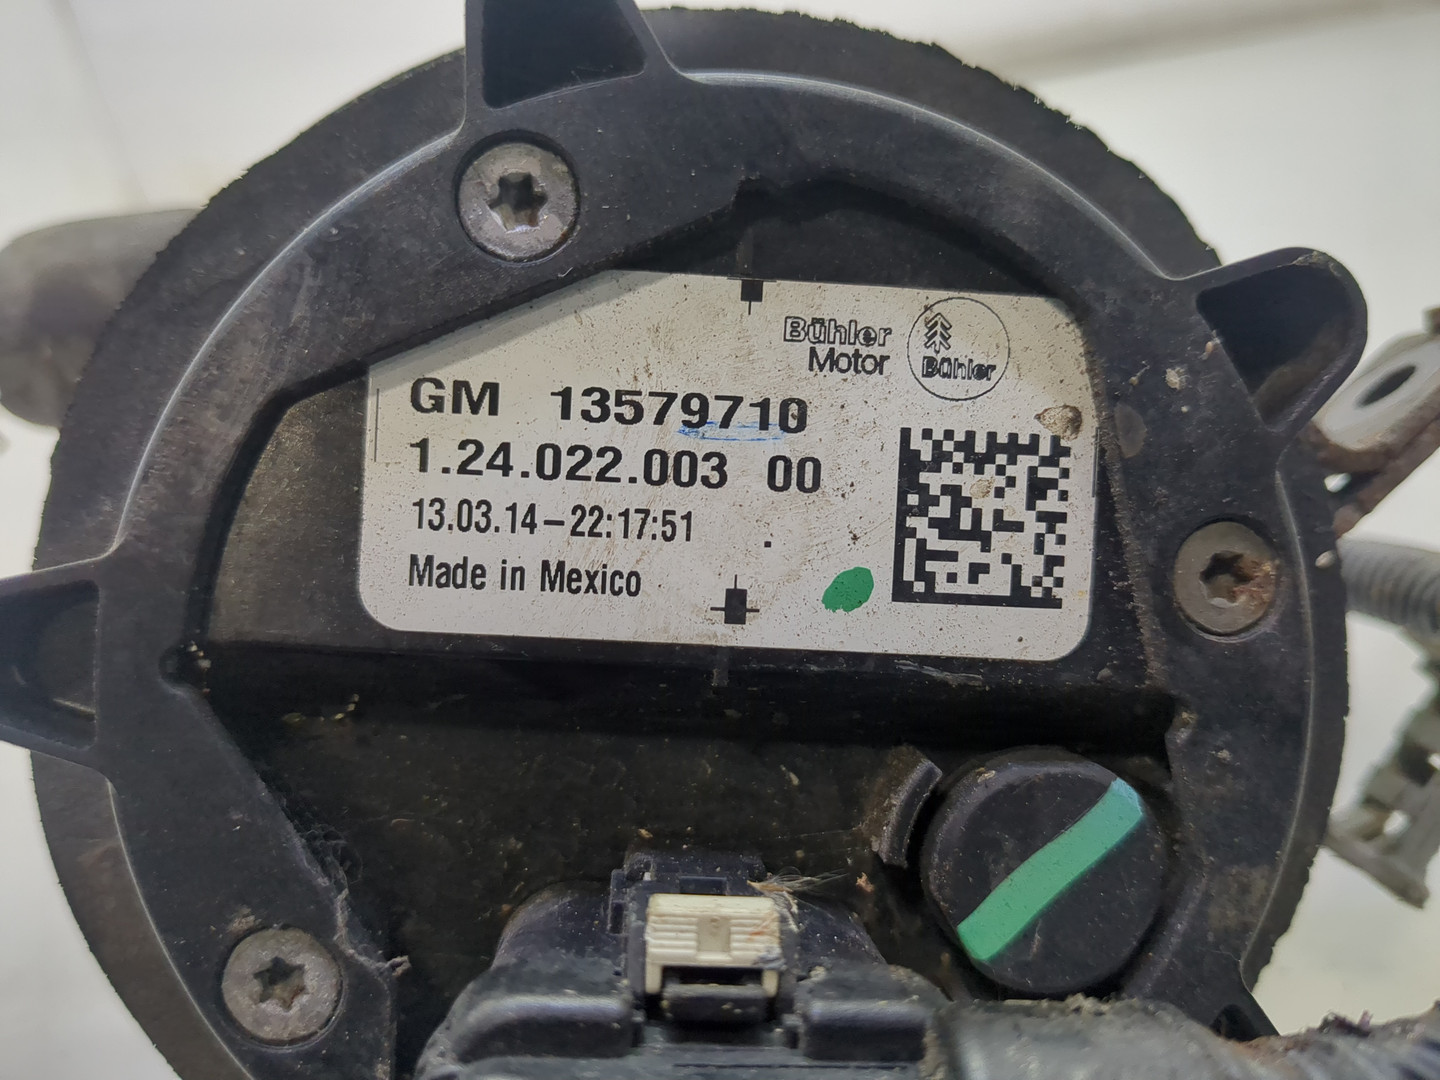 Bühler
Motor
Bühler
GM 13579710
1.24.022.003 00
13.03.14-22:17:51
Made in Mexico